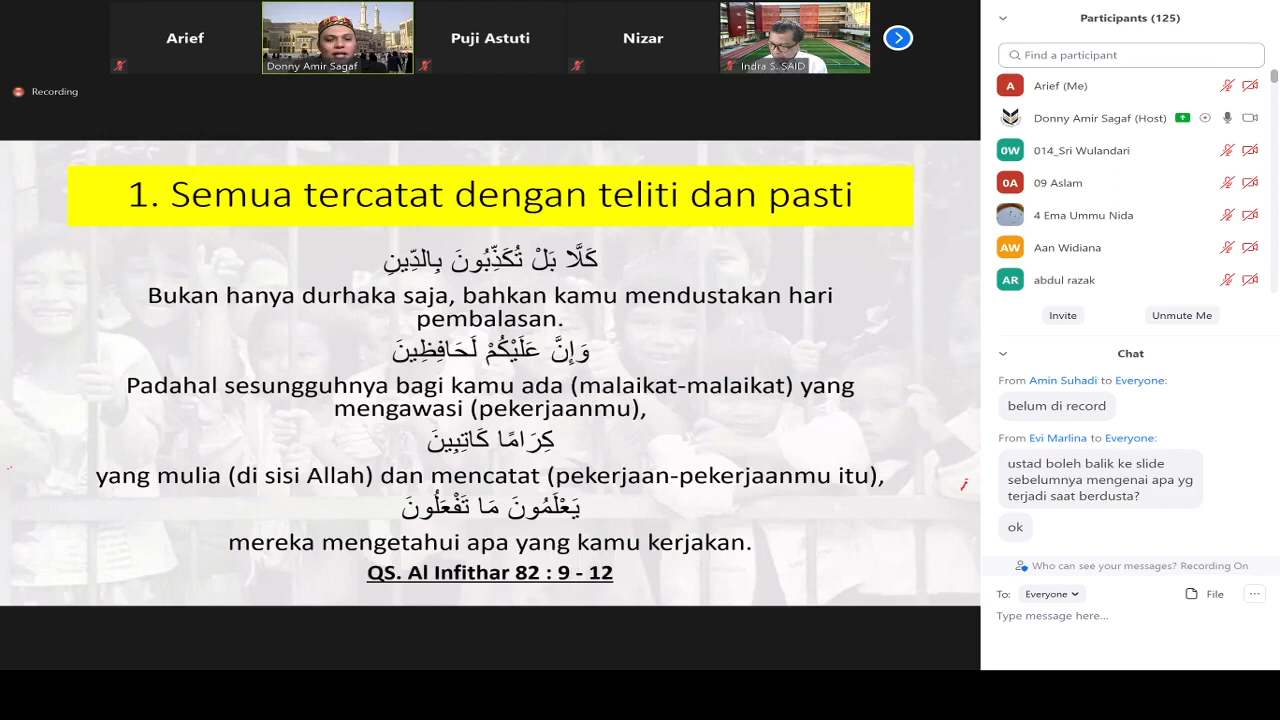 Arief
Donny Amir Sagaf
Puji Astuti
Nizar
Indra S. SAID
Recording
1. Semua tercatat dengan teliti dan pasti
كَلَّا بَلْ تُكَذِّبُونَ بِالدِّينِ
Bukan hanya durhaka saja, bahkan kamu mendustakan hari
pembalasan.
وَإِنَّ عَلَيْكُمْ لَحَافِظِينَ
Padahal sesungguhnya bagi kamu ada (malaikat-malaikat) yang
mengawasi (pekerjaanmu),
كِرَامًا كَاتِبِينَ
yang mulia (di sisi Allah) dan mencatat (pekerjaan-pekerjaanmu itu),
يَعْلَمُونَ مَا تَفْعَلُونَ
mereka mengetahui apa yang kamu kerjakan.
QS. Al Infithar 82 : 9 - 12
Participants (125)
Find a participant
A Arief (Me)
Donny Amir Sagaf (Host)
0W 014_Sri Wulandari
0A 09 Aslam
4 Ema Ummu Nida
AW Aan Widiana
AR abdul razak
Invite Unmute Me
Chat
From Amin Suhadi to Everyone:
belum di record
From Evi Marlina to Everyone:
ustad boleh balik ke slide
sebelumnya mengenai apa yg
terjadi saat berdusta?
ok
Who can see your messages? Recording On
To: Everyone File ...
Type message here...